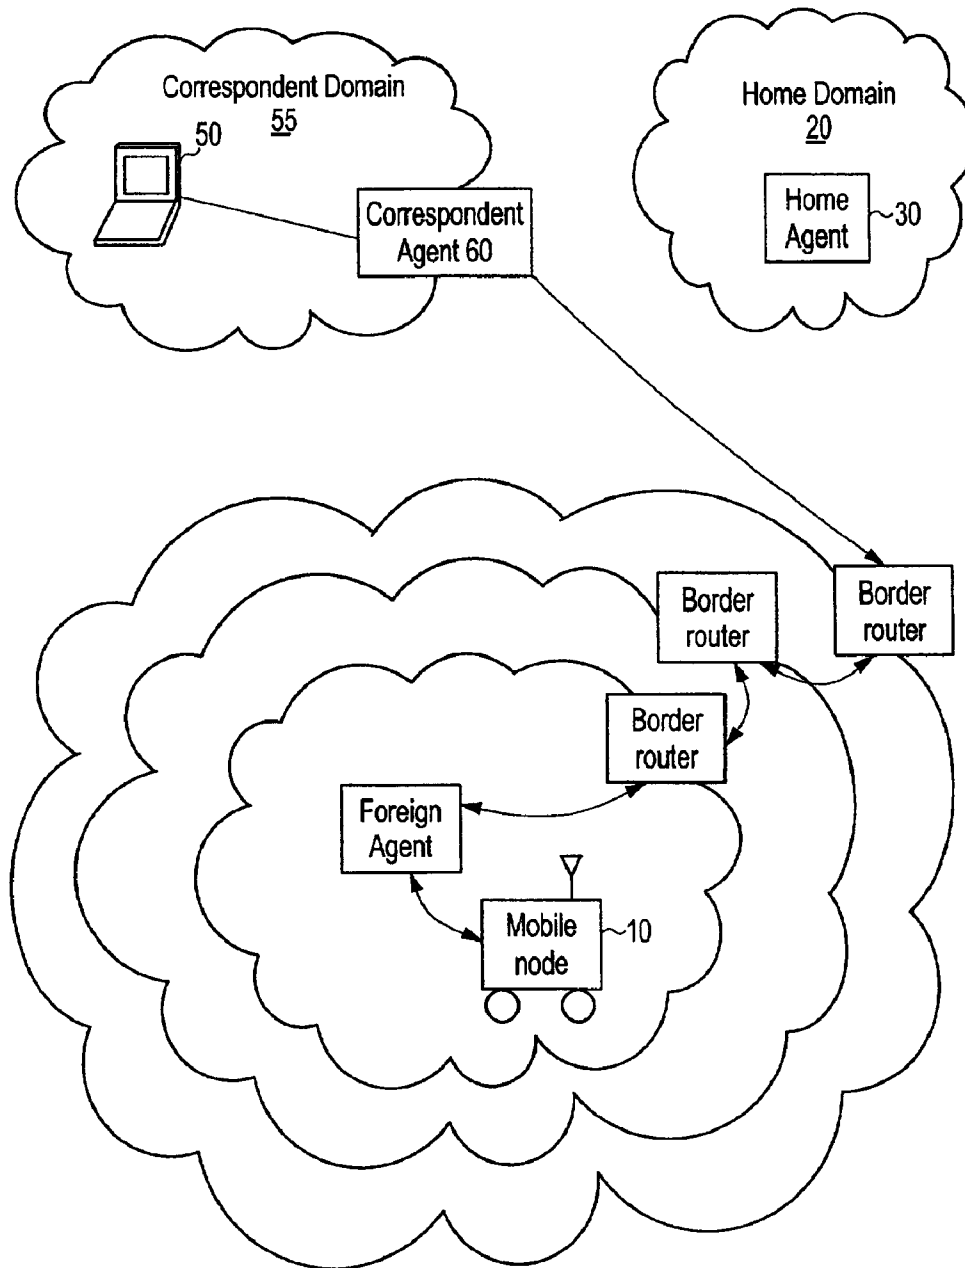 Correspondent Domain
55
50
Correspondent
Agent 60
Home Domain
20
Home
Agent
30
Border
router
Border
router
Border
router
Foreign
Agent
Mobile
node
10